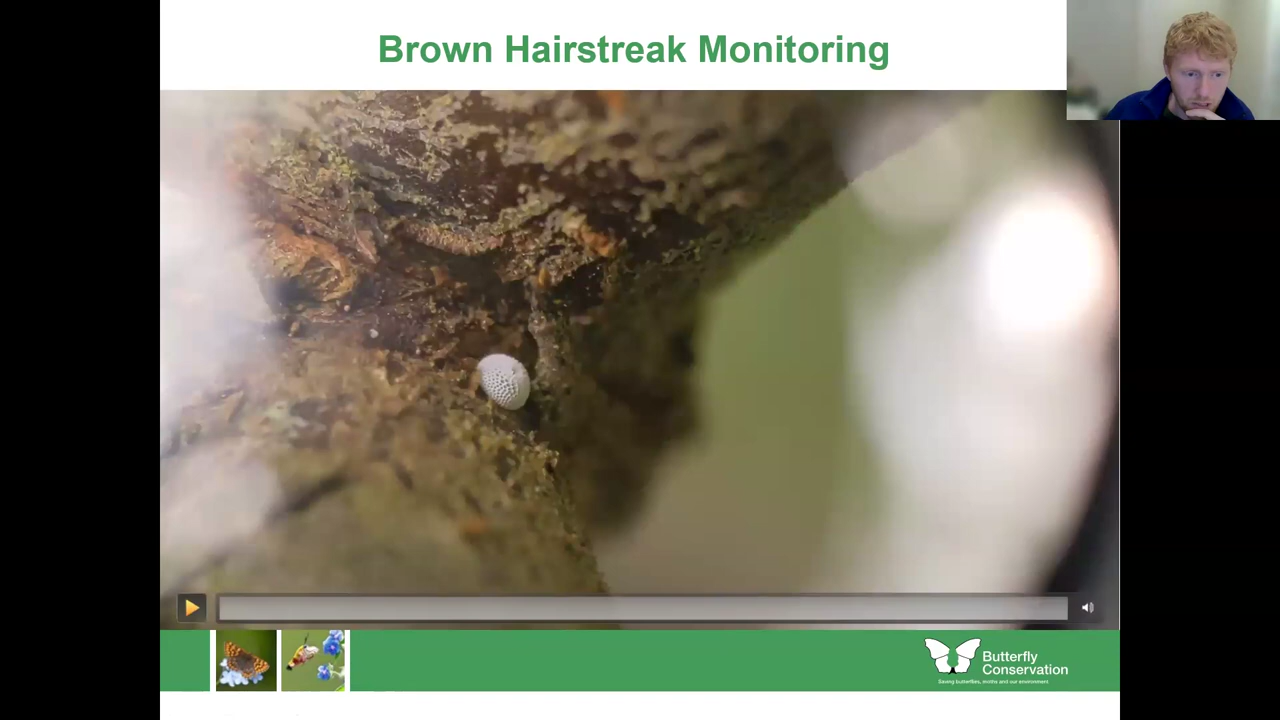 Brown Hairstreak Monitoring
Butterfly
Conservation
Saving butterflies, moths and our environment